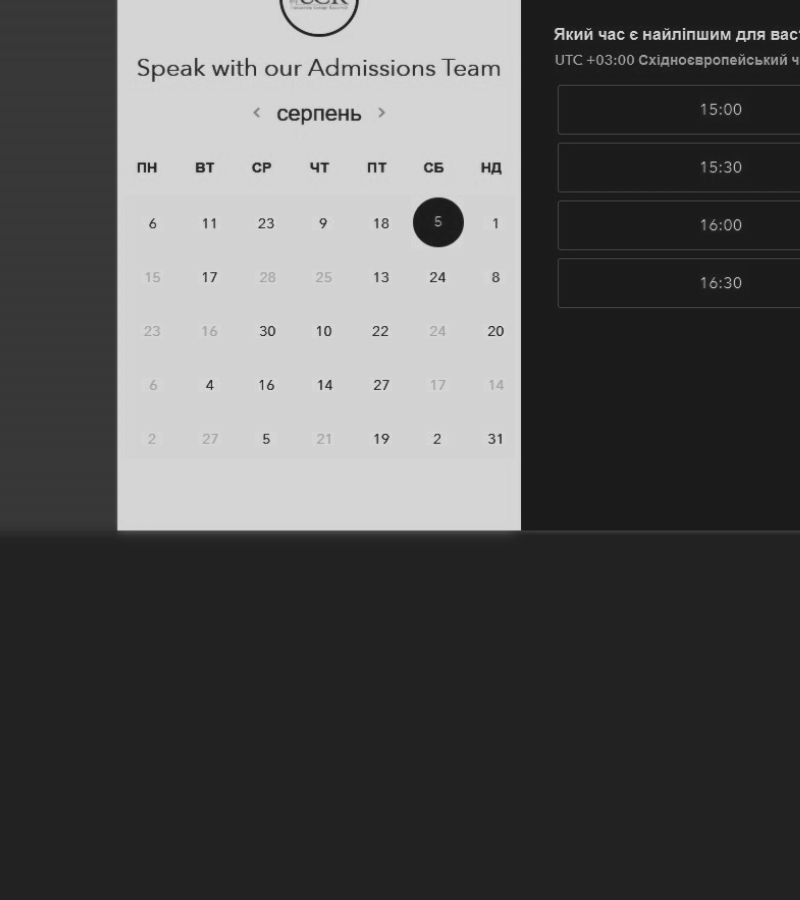 Speak with our Admissions Team
серпень
ПН ВТ СР ЧТ ПТ СБ НД
6 11 23 9 18 5 1
15 17 28 25 13 24 8
23 16 30 10 22 24 20
6 4 16 14 27 17 14
2 27 5 21 19 2 31
Який час є найліпшим для вас?
UTC +03:00 Східноєвропейський
15:00
15:30
16:00
16:30